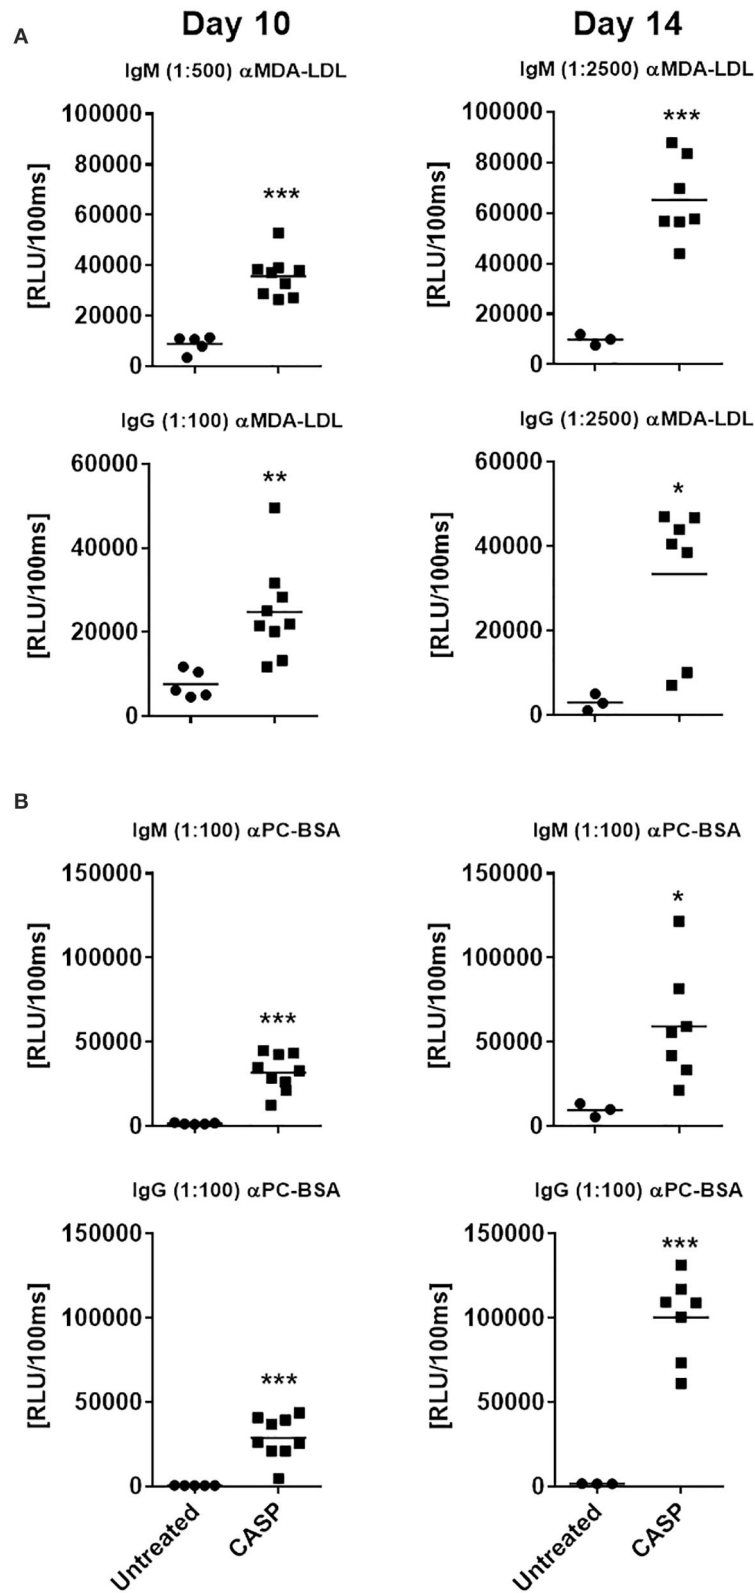 Day 10
Day 14
A
IgM (1:500) αMDA-LDL
IgM (1:2500) αMDA-LDL
[RLU/100ms]
100000
80000
60000
40000
20000
0
***
[RLU/100ms]
100000
80000
60000
40000
20000
0
***
IgG (1:100) αMDA-LDL
IgG (1:2500) αMDA-LDL
[RLU/100ms]
60000
40000
20000
0
**
[RLU/100ms]
60000
40000
20000
0
*
B
IgM (1:100) αPC-BSA
IgM (1:100) αPC-BSA
[RLU/100ms]
150000
100000
50000
0
***
[RLU/100ms]
150000
100000
50000
0
*
IgG (1:100) αPC-BSA
IgG (1:100) αPC-BSA
[RLU/100ms]
150000
100000
50000
0
***
[RLU/100ms]
150000
100000
50000
0
***
Untreated
CASP
Untreated
CASP